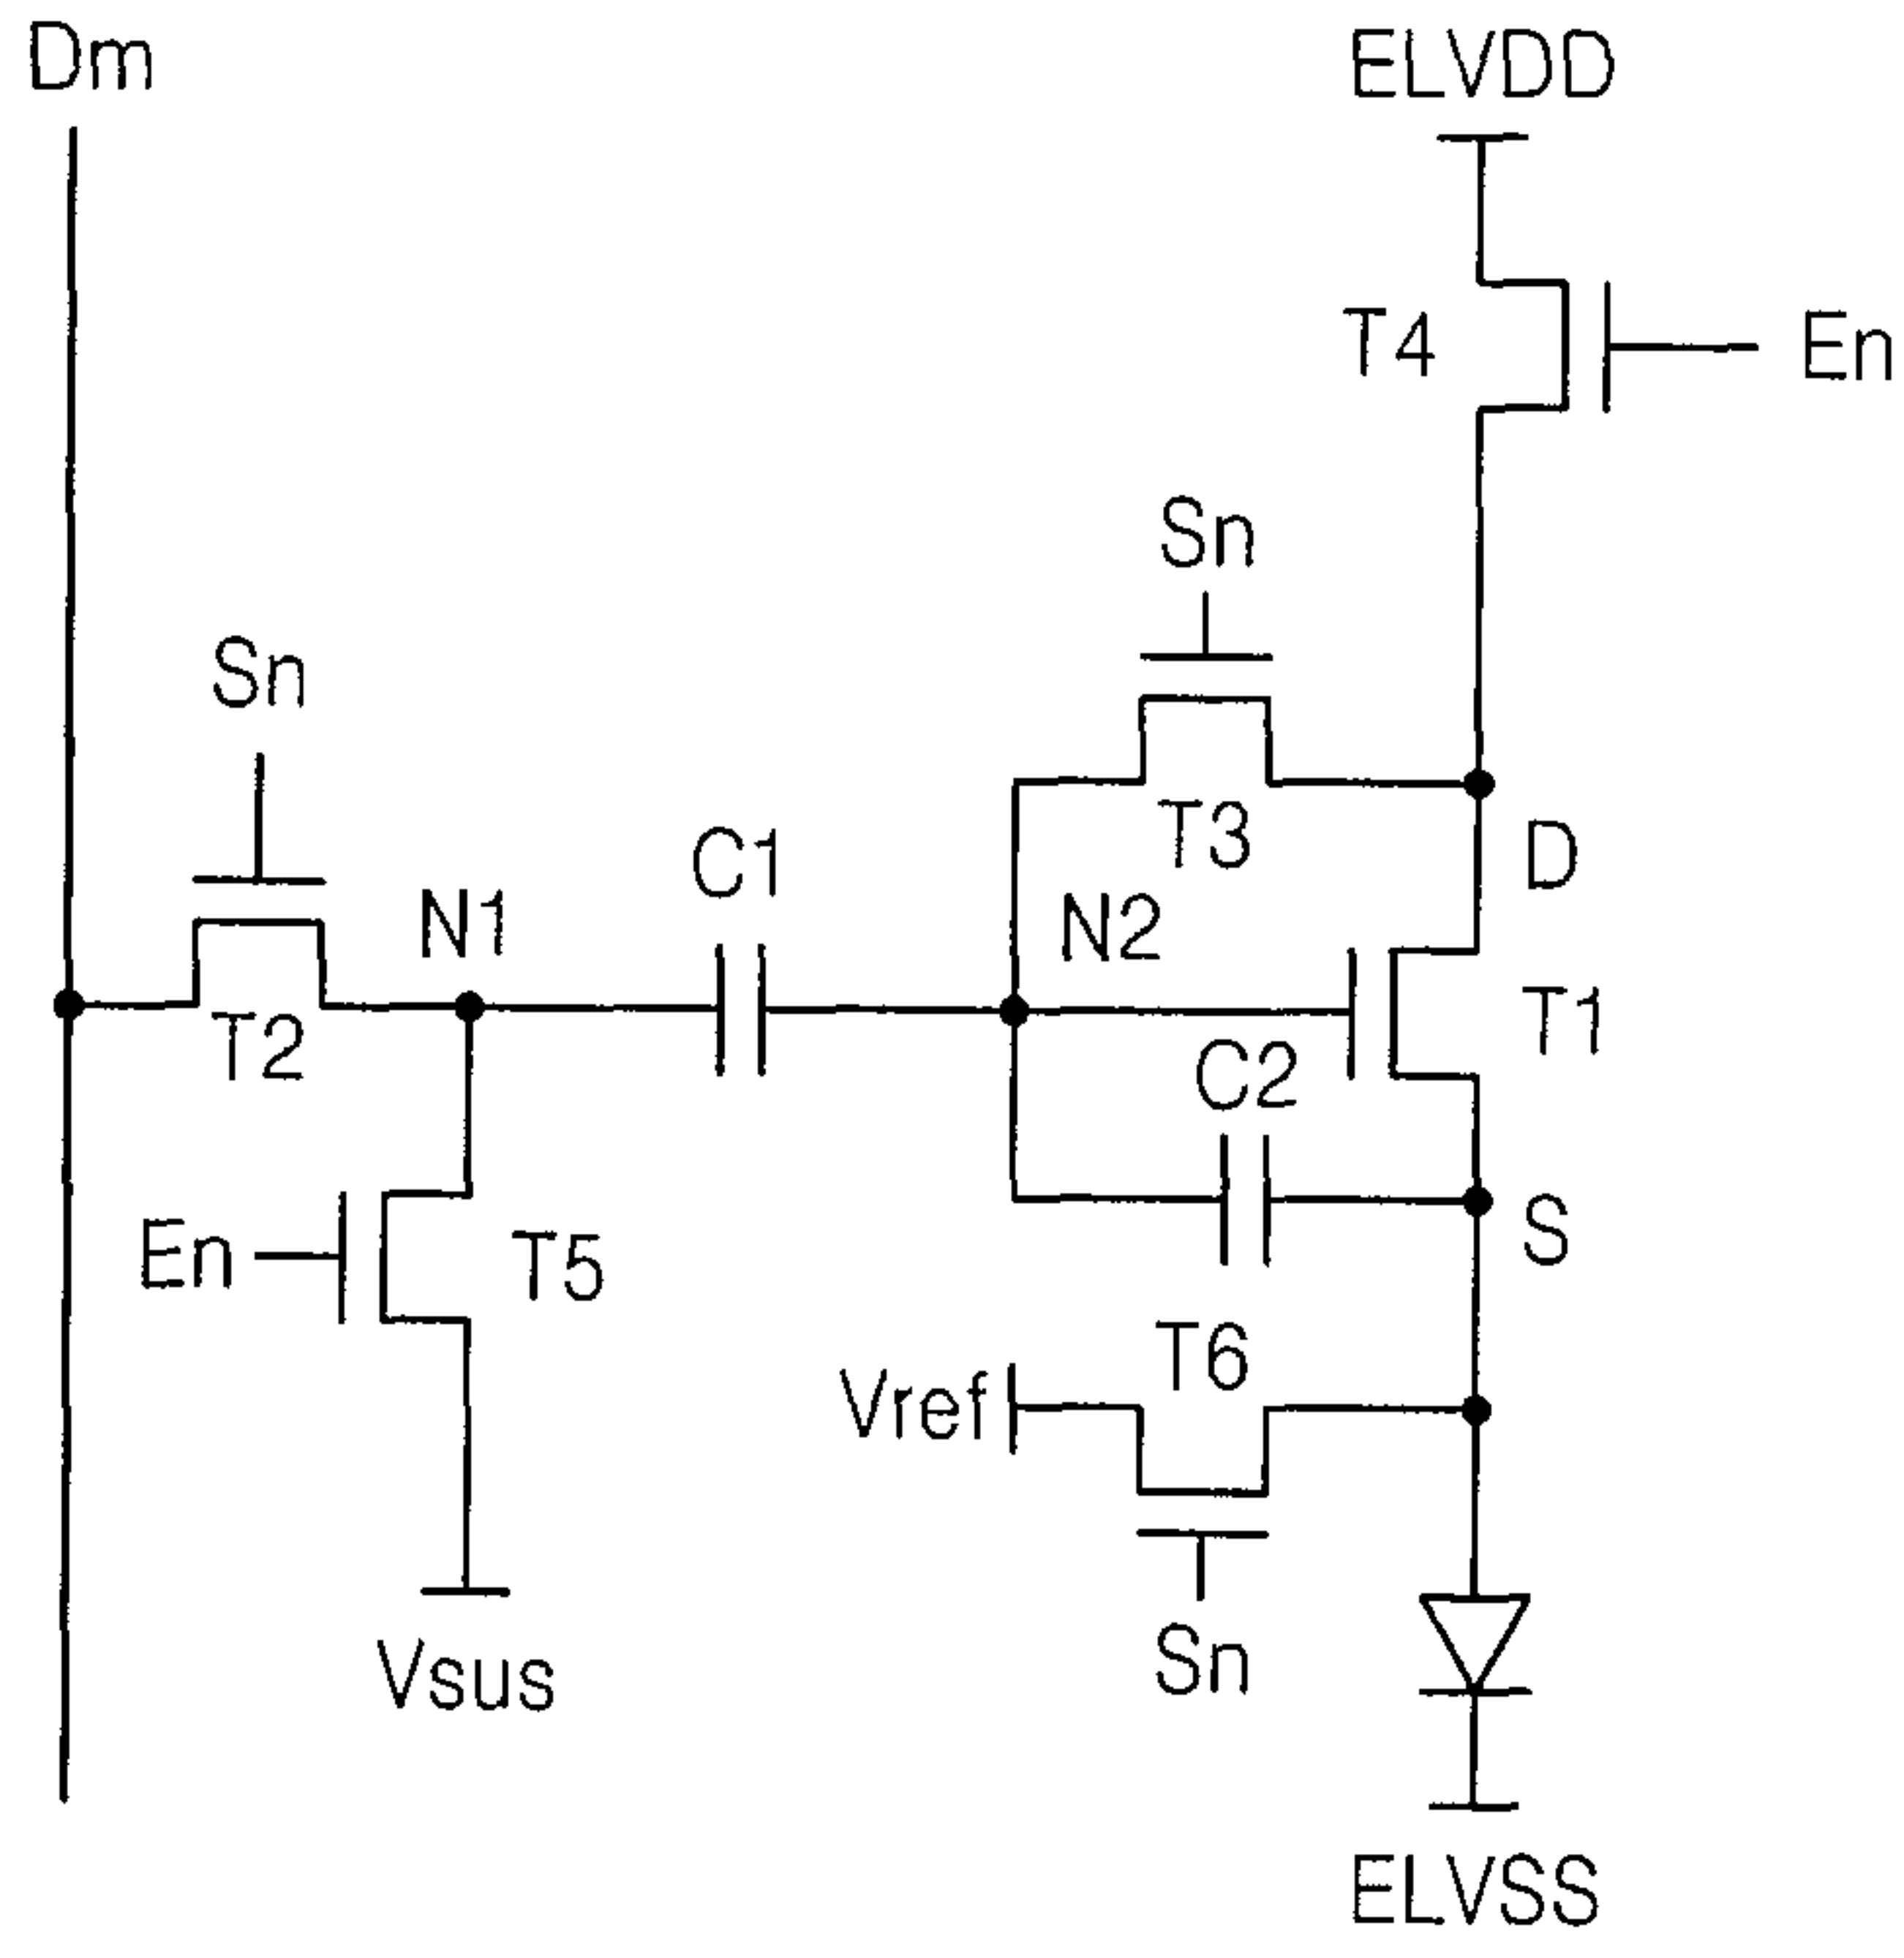 Dm
ELVDD
T4
En
Sn
Sn
T3
C1
D
N1
N2
T2
T1
C2
En
T5
S
T6
Vref
Sn
Vsus
ELVSS